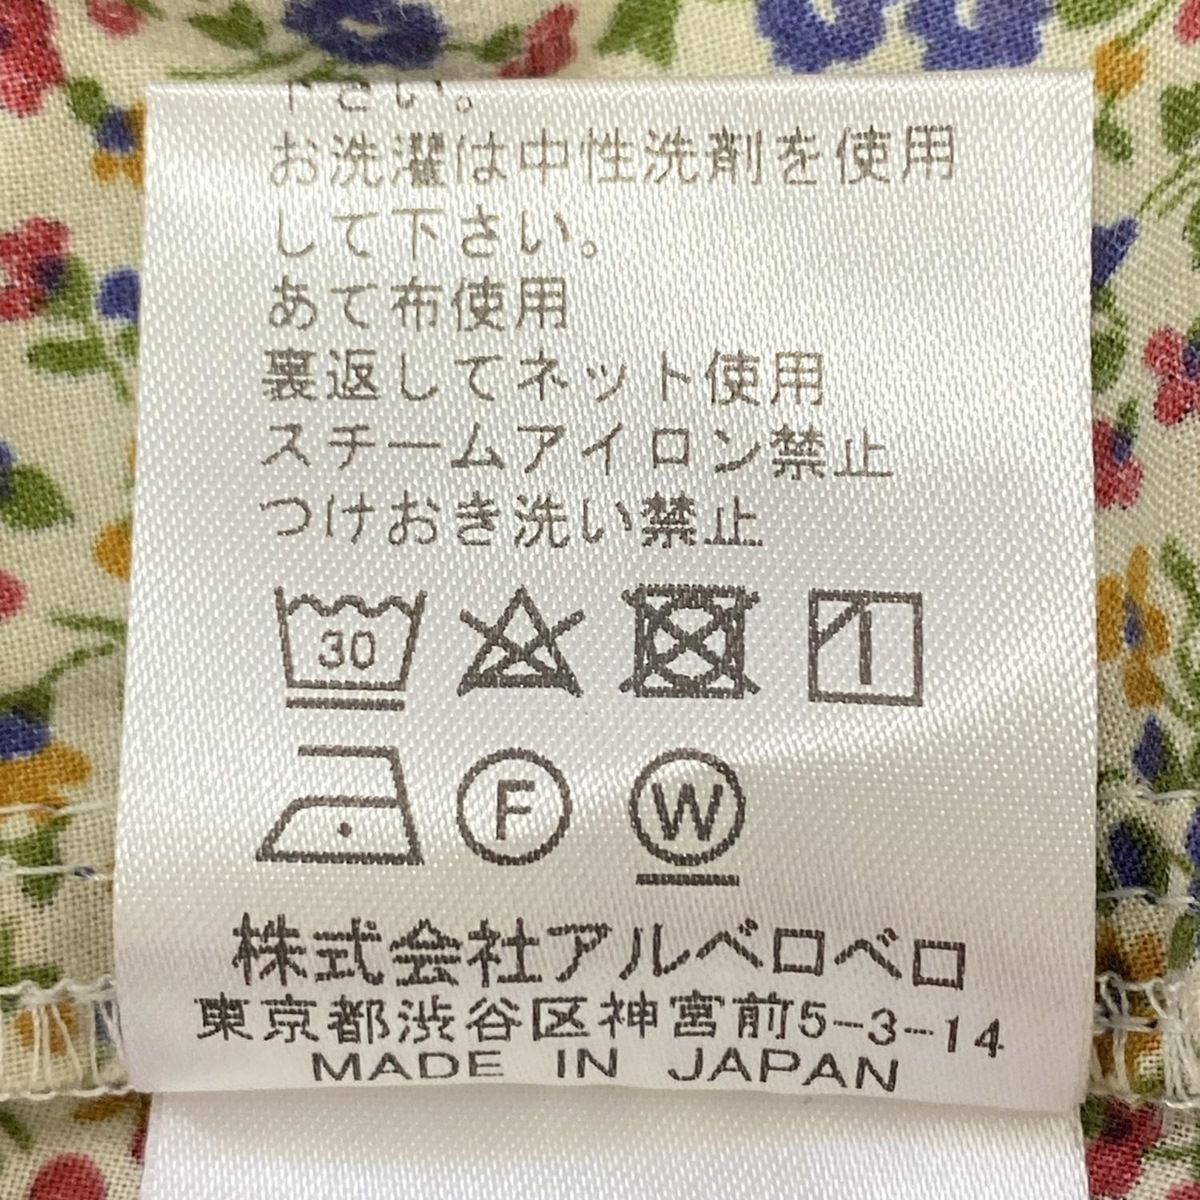 下さい。
お洗濯は中性洗剤を使用
して下さい。
あて布使用
裏返してネット使用
スチームアイロン禁止
つけおき洗い禁止
30
F
W
株式会社アルベロベロ
東京都渋谷区神宮前5-3-14
MADE IN JAPAN